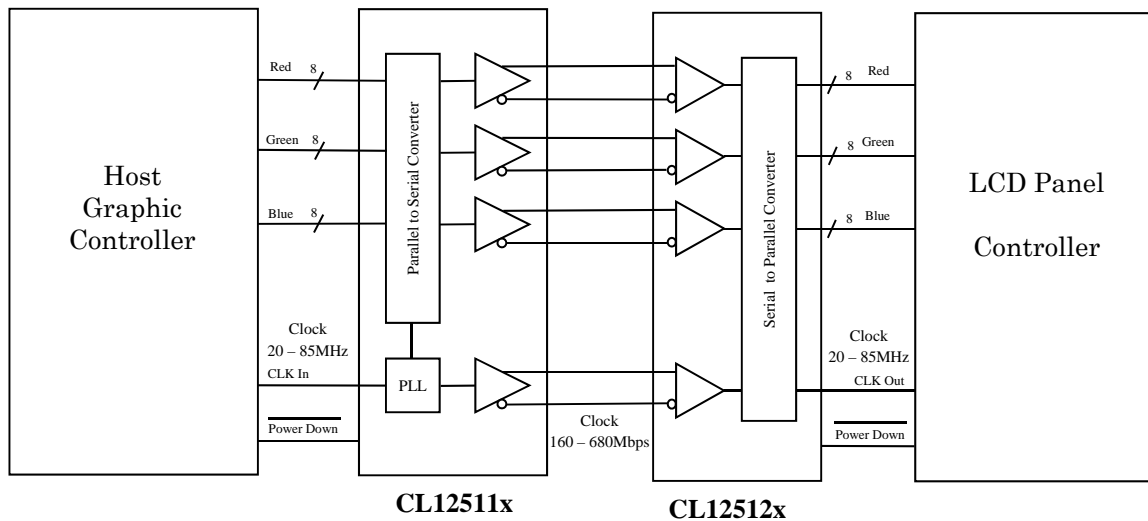 Host
Graphic
Controller
Red 8
Green 8
Blue 8
Clock
20 – 85MHz
CLK In
Power Down
Parallel to Serial Converter
PLL
CL12511x
Clock
160 – 680Mbps
Serial to Parallel Converter
CL12512x
8 Red
8 Green
8 Blue
Clock
20 – 85MHz
CLK Out
Power Down
LCD Panel
Controller